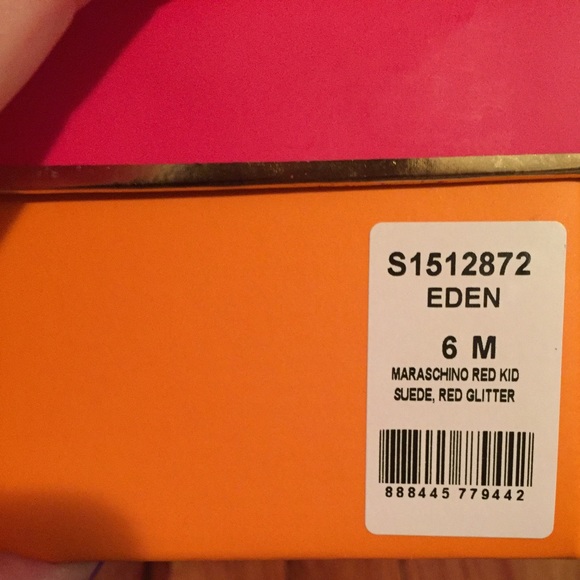 S1512872
EDEN
6 M
MARASCHINO RED KID
SUEDE, RED GLITTER
888445 779442